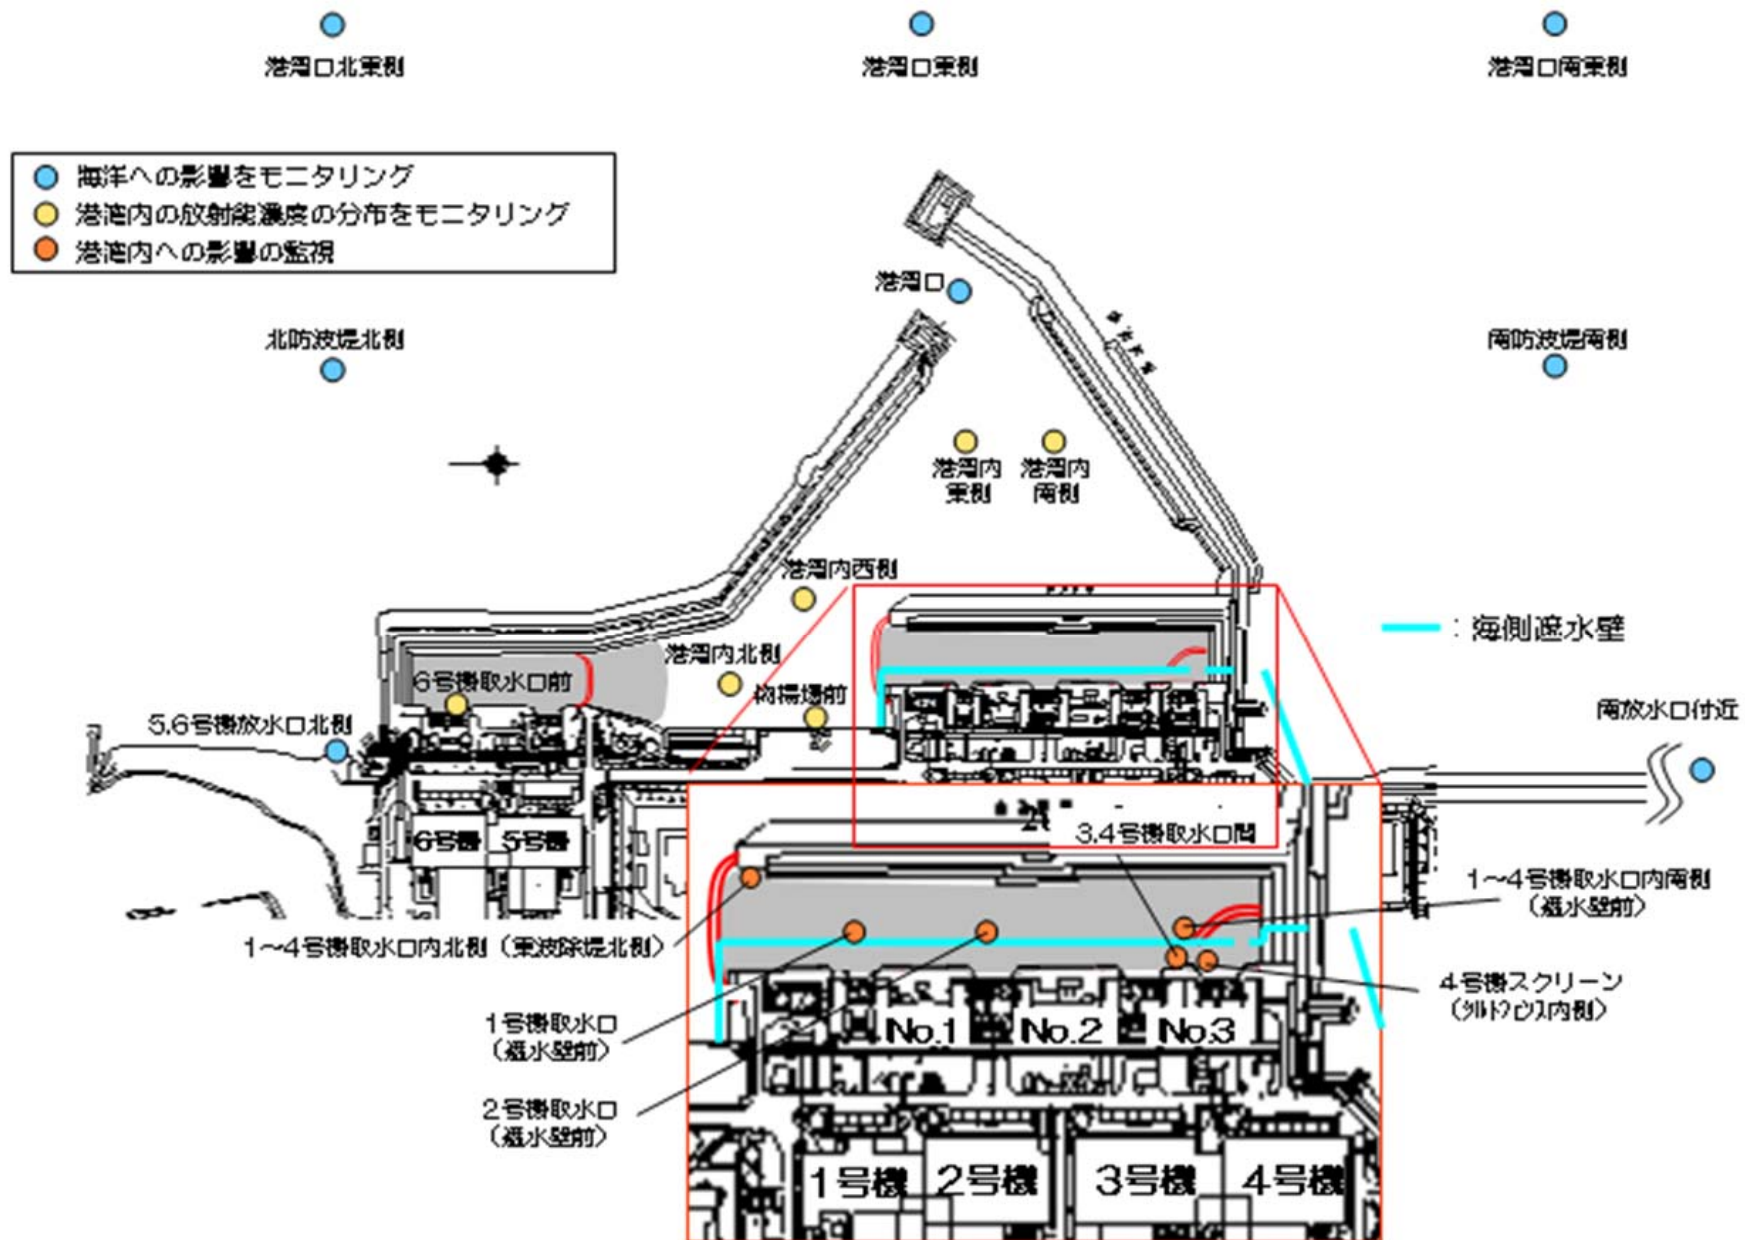 港湾口北東側
港湾口東側
港湾口南東側
海洋への影響をモニタリング
港湾内の放射能濃度の分布をモニタリング
港湾内への影響の監視
港湾口
北防波堤北側
南防波堤南側
港湾内
東側
港湾内
南側
港湾内西側
：海側遮水壁
港湾内北側
6号機取水口前
物揚場前
南放水口付近
5,6号機放水口北側
6号機
5号機
3,4号機取水口間
1～4号機取水口内南側
（遮水壁前）
1～4号機取水口内北側（東波除堤北側）
4号機スクリーン
（シルトフェンス内側）
1号機取水口
（遮水壁前）
No.1
No.2
No.3
2号機取水口
（遮水壁前）
1号機
2号機
3号機
4号機